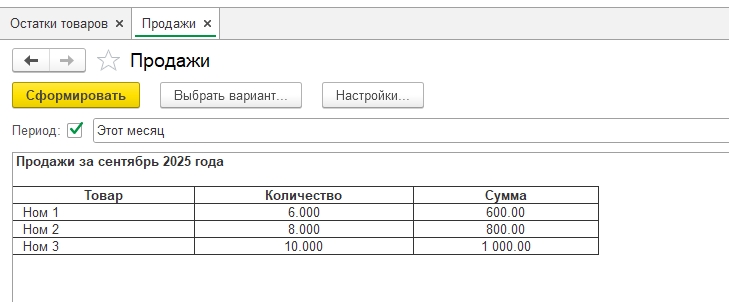 Остатки товаров × Продажи ×
Продажи
Сформировать Выбрать вариант... Настройки...
Период: Этот месяц
Продажи за сентябрь 2025 года
Товар Количество Сумма
Ном 1 6.000 600.00
Ном 2 8.000 800.00
Ном 3 10.000 1 000.00